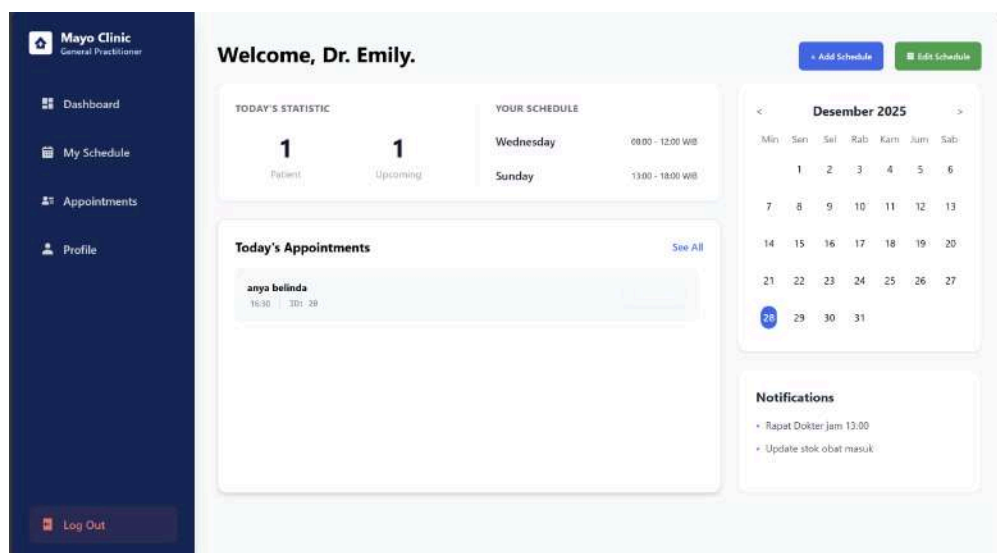 Mayo Clinic
General Practitioner
Dashboard
My Schedule
Appointments
Profile
Log Out
Welcome, Dr. Emily.
+ Add Schedule
Edit Schedule
TODAY'S STATISTIC
1
Patient
1
Upcoming
YOUR SCHEDULE
Wednesday 08:00 - 12:00 WIB
Sunday 13:00 - 18:00 WIB
Today's Appointments
See All
anya belinda
16:30 | ID: 28
< Desember 2025 >
Min Sen Sel Rab Kam Jum Sab
1 2 3 4 5 6
7 8 9 10 11 12 13
14 15 16 17 18 19 20
21 22 23 24 25 26 27
28 29 30 31
Notifications
• Rapat Dokter jam 13:00
• Update stok obat masuk